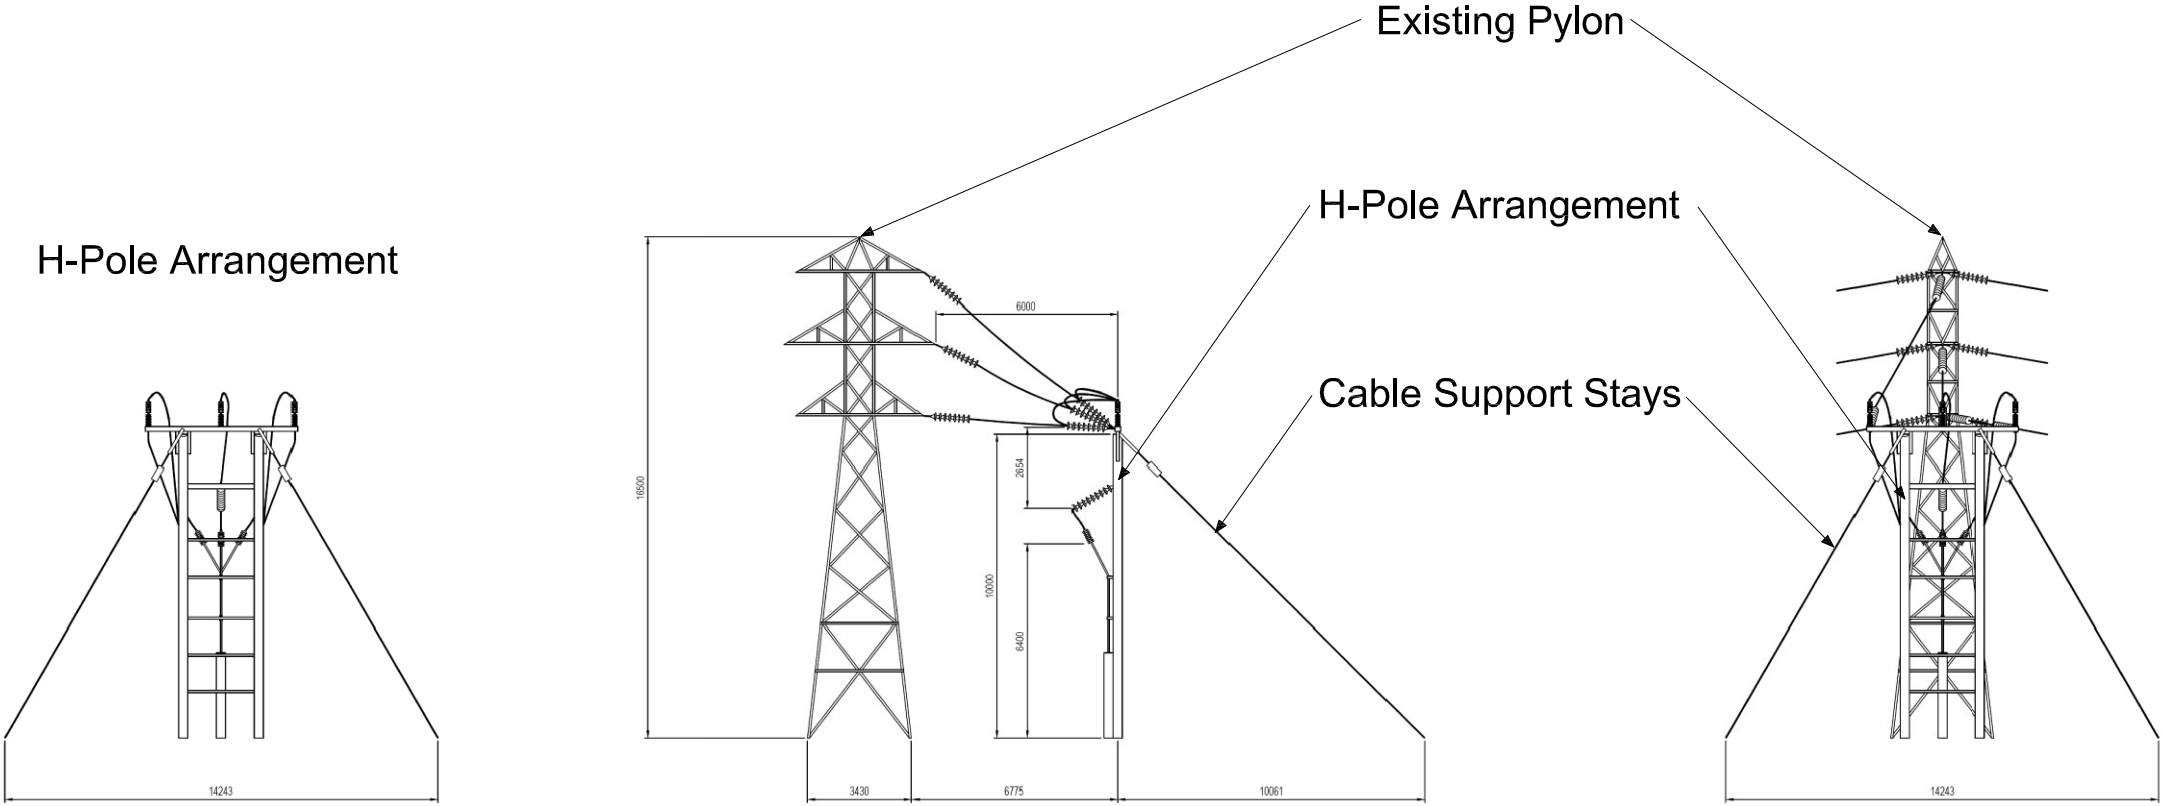 Existing Pylon
H-Pole Arrangement
H-Pole Arrangement
Cable Support Stays
6000
16500
2654
10000
6400
14243
3430
6775
10061
14243